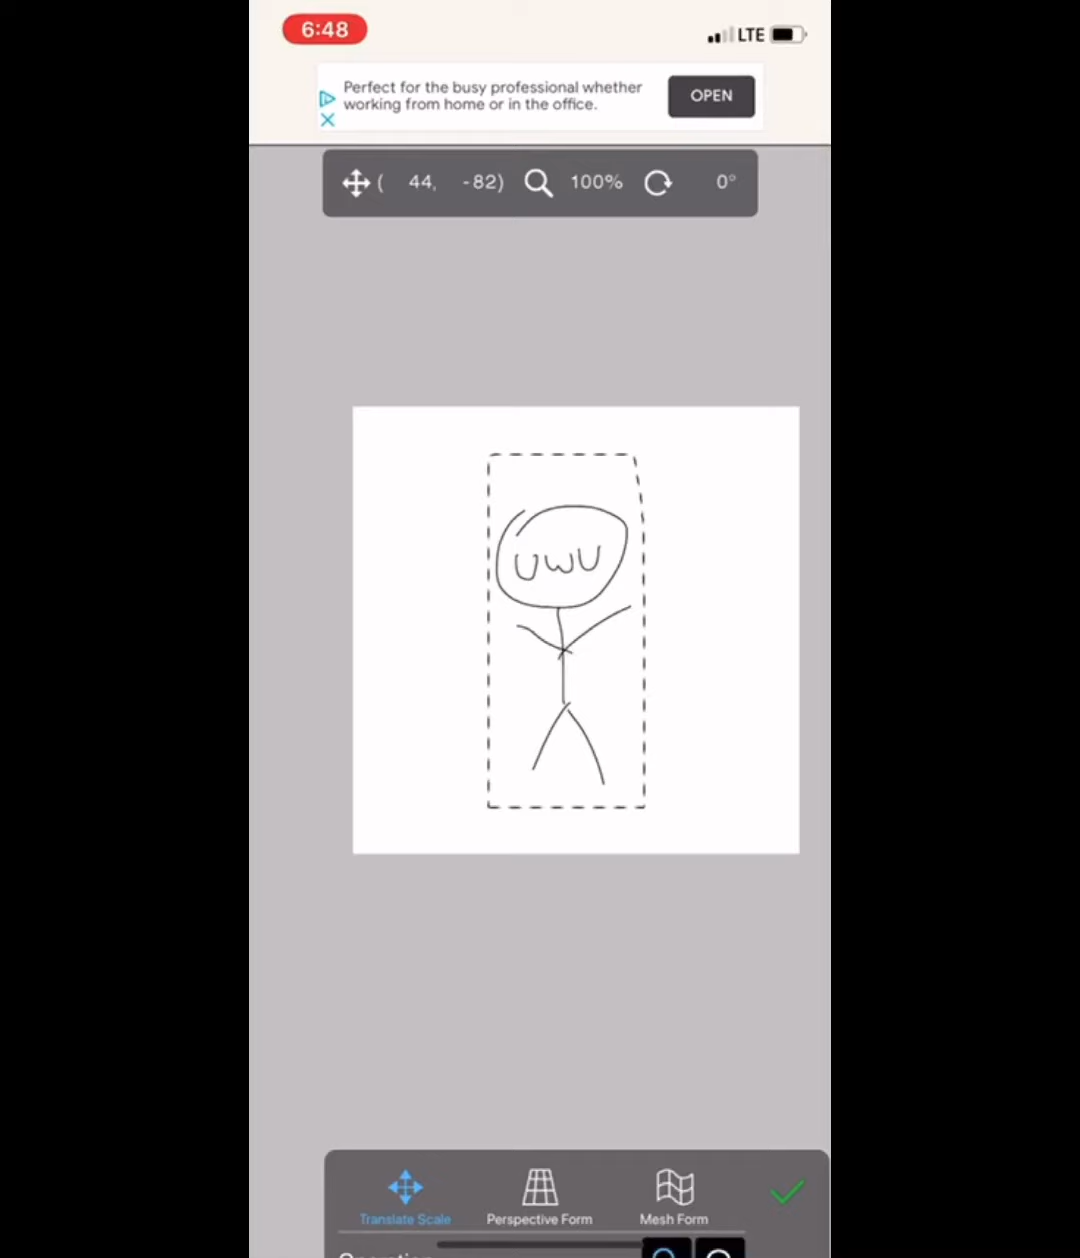 6:48
LTE
Perfect for the busy professional whether
working from home or in the office.
OPEN
( 44, -82) 100% 0°
UWU
Translate Scale Perspective Form Mesh Form
Operation